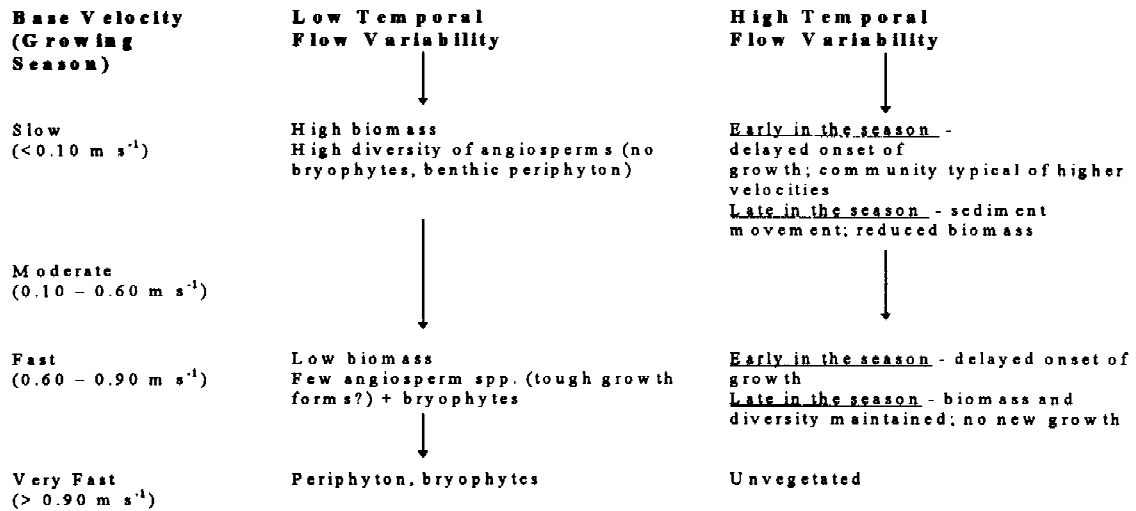 Base Velocity
(Growing
Season)
Low Temporal
Flow Variability
High Temporal
Flow Variability
Slow
(<0.10 m s⁻¹)
High biomass
High diversity of angiosperms (no
bryophytes, benthic periphyton)
Early in the season -
delayed onset of
growth; community typical of higher
velocities
Late in the season - sediment
movement; reduced biomass
Moderate
(0.10 – 0.60 m s⁻¹)
Fast
(0.60 – 0.90 m s⁻¹)
Low biomass
Few angiosperm spp. (tough growth
forms?) + bryophytes
Early in the season - delayed onset of
growth
Late in the season - biomass and
diversity maintained; no new growth
Very Fast
(> 0.90 m s⁻¹)
Periphyton, bryophytes
Unvegetated